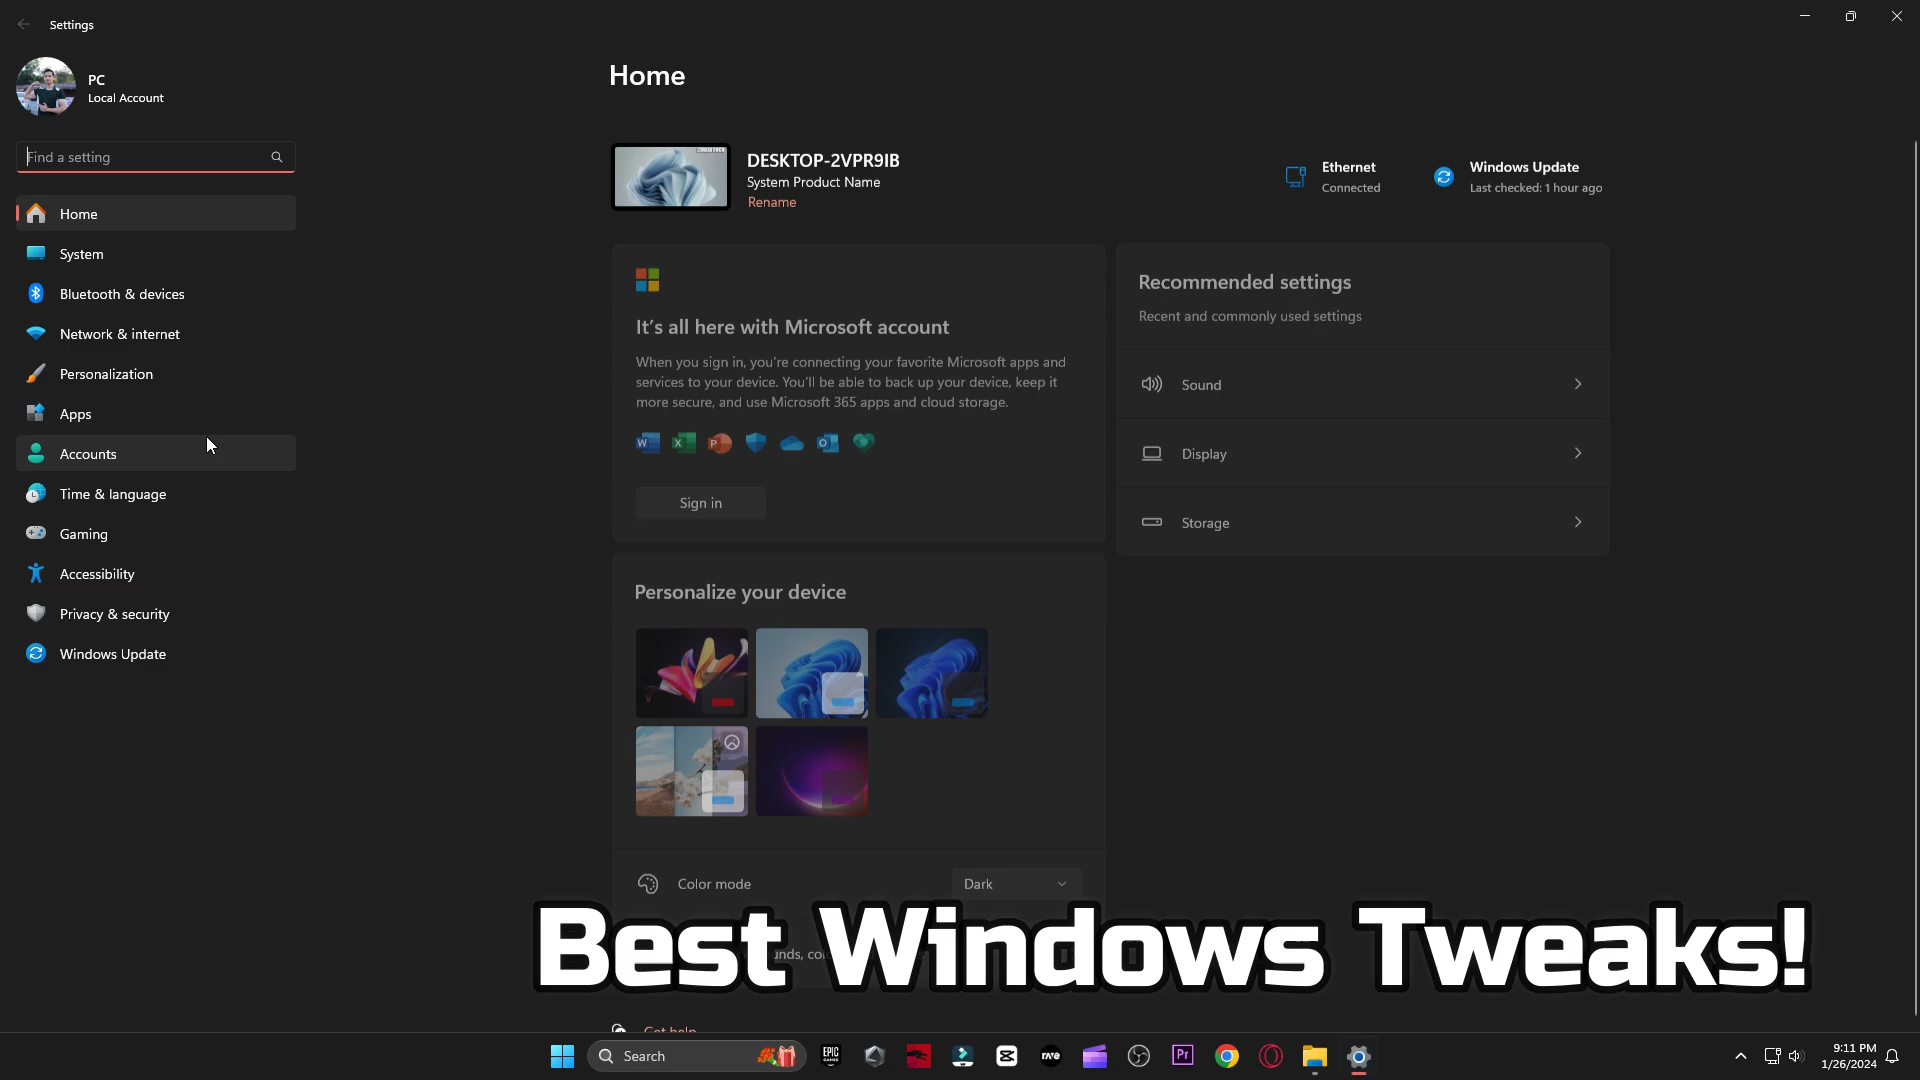 Settings
PC
Local Account
Find a setting
Home
System
Bluetooth & devices
Network & internet
Personalization
Apps
Accounts
Time & language
Gaming
Accessibility
Privacy & security
Windows Update
Home
DESKTOP-2VPR9IB
System Product Name
Rename
Ethernet
Connected
Windows Update
Last checked: 1 hour ago
It's all here with Microsoft account
When you sign in, you're connecting your favorite Microsoft apps and
services to your device. You'll be able to back up your device, keep it
more secure, and use Microsoft 365 apps and cloud storage.
Sign in
Recommended settings
Recent and commonly used settings
Sound
Display
Storage
Personalize your device
Color mode
Dark
Best Windows Tweaks!
Get help
Search
EPIC GAMES
Pr
9:11 PM
1/26/2024